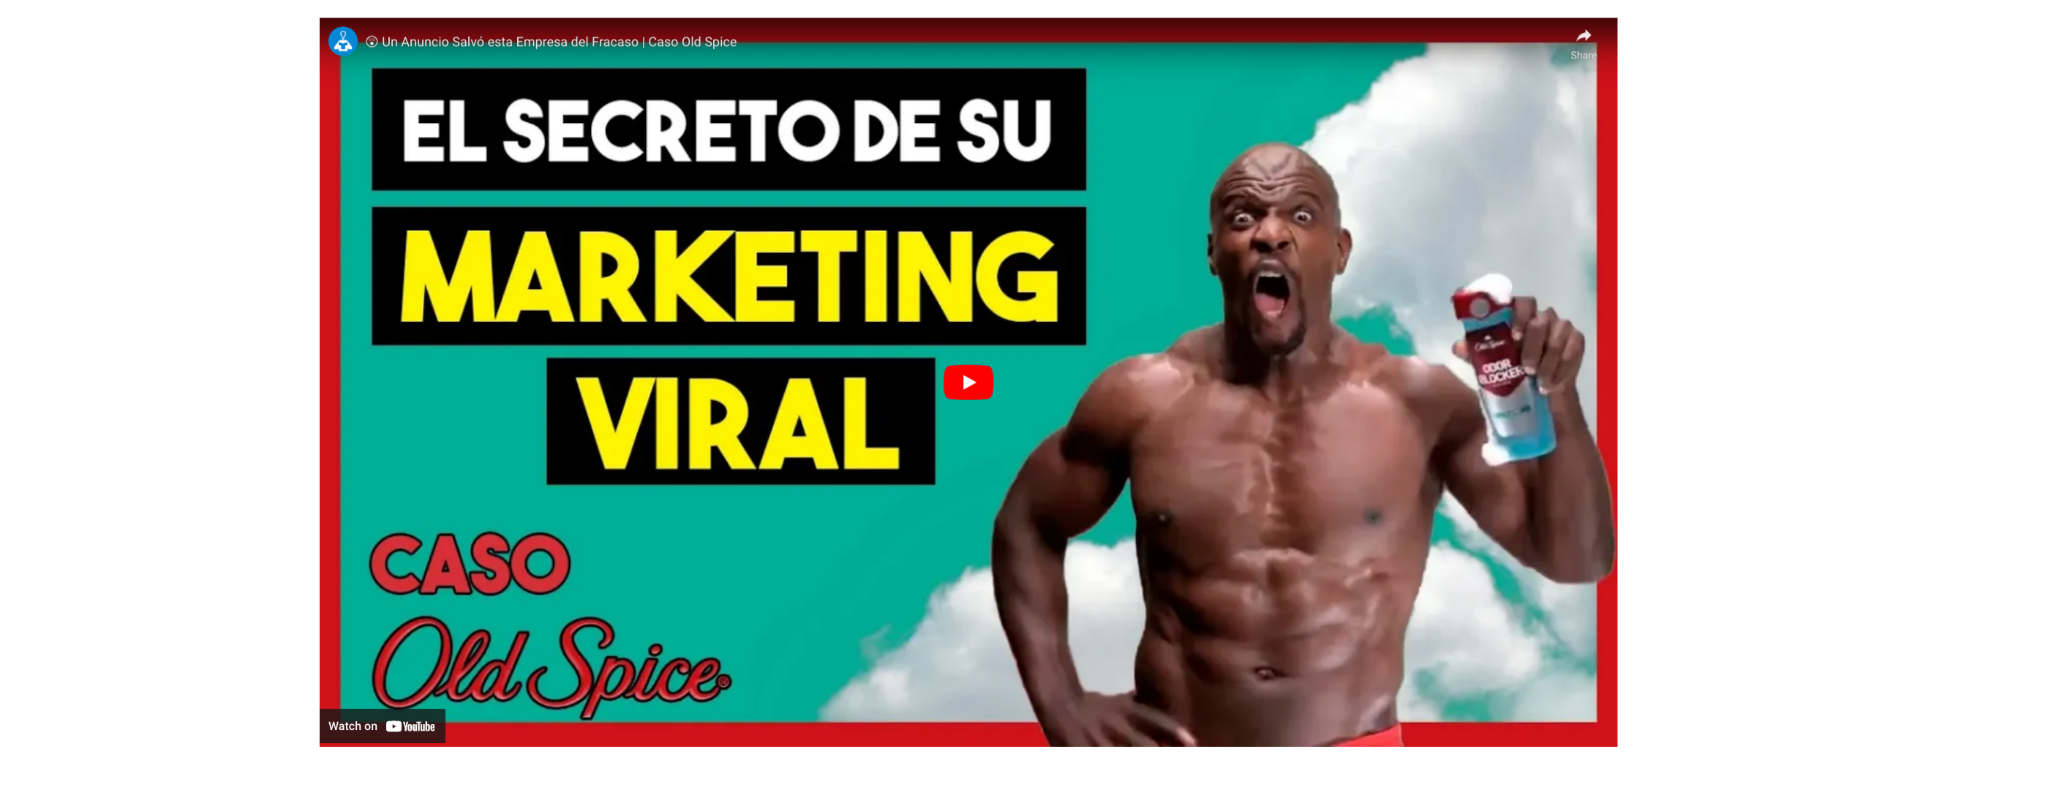 Un Anuncio Salvó esta Empresa del Fracaso | Caso Old Spice
Share
EL SECRETO DE SU
MARKETING
VIRAL
Old Spice
ODOR
BLOCKER
CASO
Old Spice®
Watch on YouTube